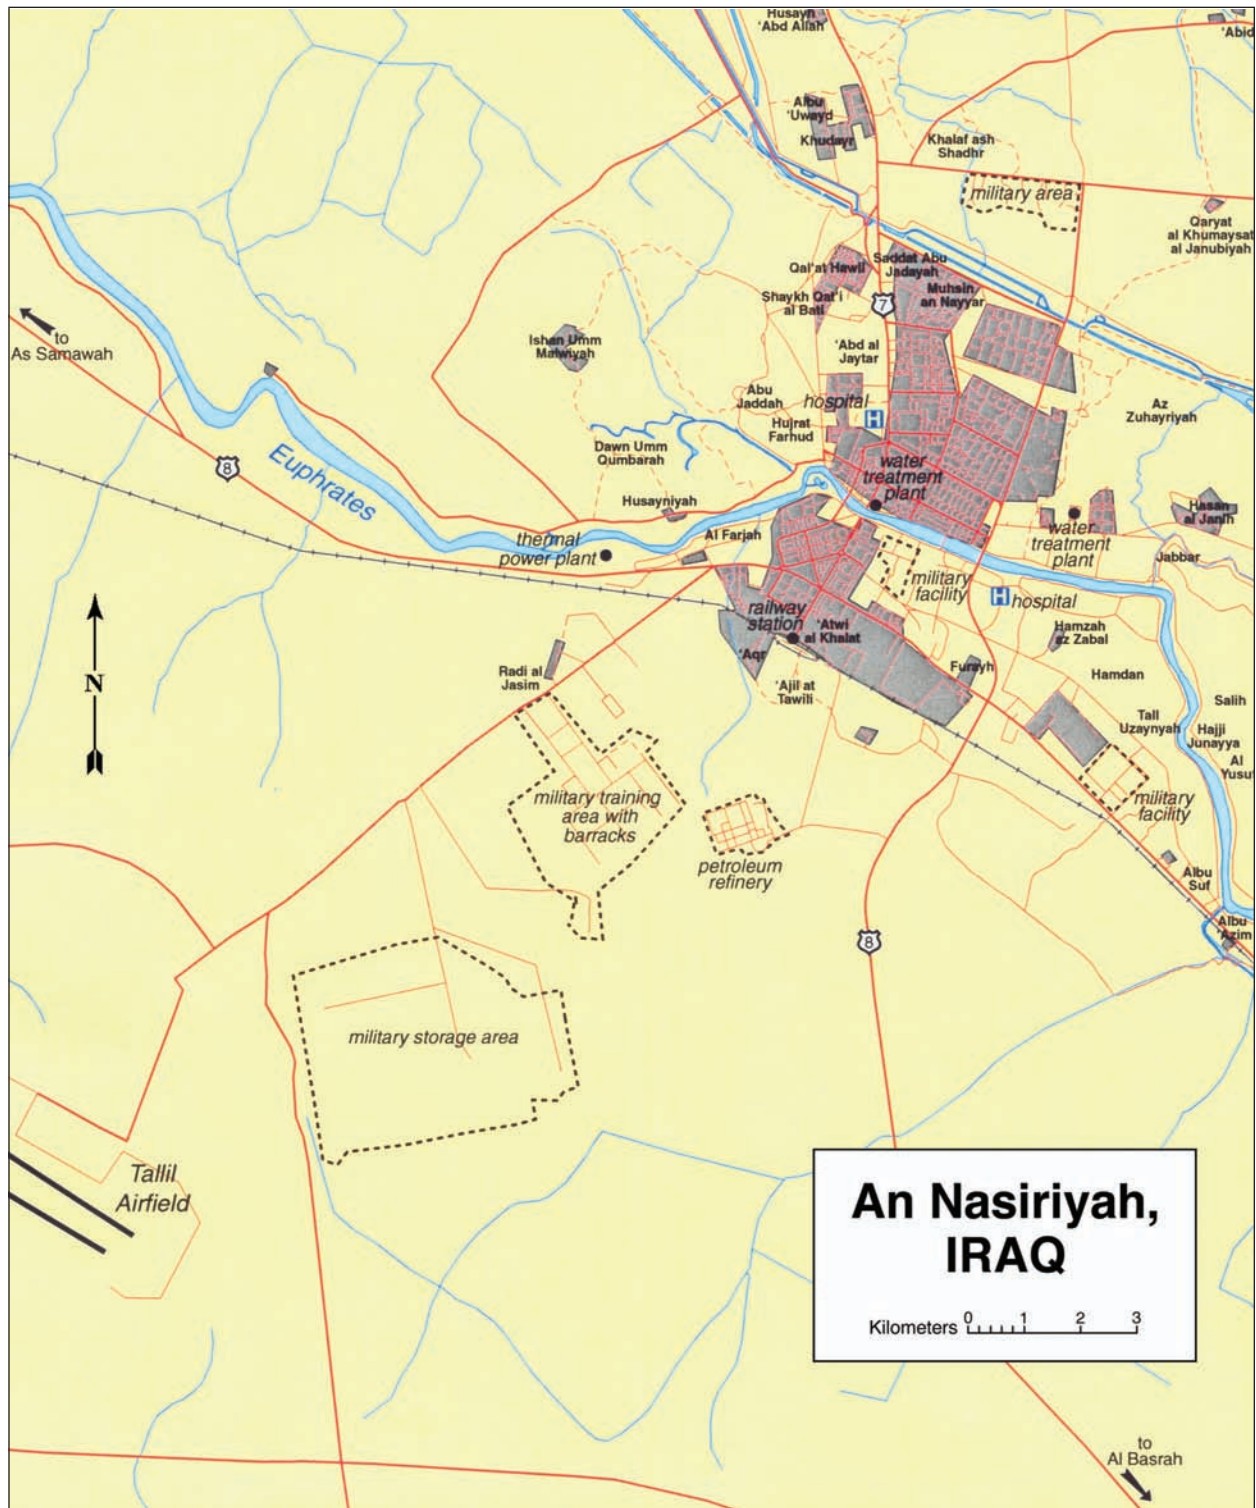 Husayn
'Abd Allah
'Abid
Albu
'Uwayd
Khudayr
Khalaf ash
Shadhr
military area
Qaryat
al Khumaysat
al Janubiyah
Qal'at Hawli
Saddat Abu
Jadayah
Muhsin
an Nayyar
Shaykh Qat'i
al Bati
7
to
As Samawah
Ishan Umm
Malwiyah
'Abd al
Jaytar
Abu
Jaddah
hospital
H
Hujrat
Farhud
Az
Zuhayriyah
8
Euphrates
Dawn Umm
Qumbarah
water
treatment
plant
Husayniyah
Hasan
al Janih
water
treatment
plant
Al Farjah
thermal
power plant
Jabbar
military
facility
H hospital
railway
station
'Atwi
al Khalat
Hamzah
az Zabal
'Aqr
Furayh
Hamdan
Radi al
Jasim
'Ajil at
Tawili
Salih
Tall
Uzaynyah
Hajji
Junayya
Al
Yusuf
N
military training
area with
barracks
military
facility
petroleum
refinery
Albu
Suf
Albu
'Azim
8
military storage area
Tallil
Airfield
An Nasiriyah,
IRAQ
Kilometers 0 1 2 3
to
Al Basrah